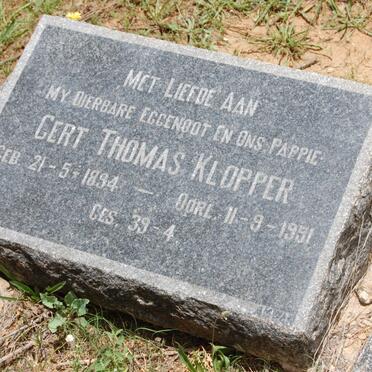 MET LIEFDE AAN
MY DIERBARE EGGENOOT EN ONS PAPPIE
GERT THOMAS KLOPPER
GEB. 21-5-1894 — OORL. 11-9-1951
GES. 39-4